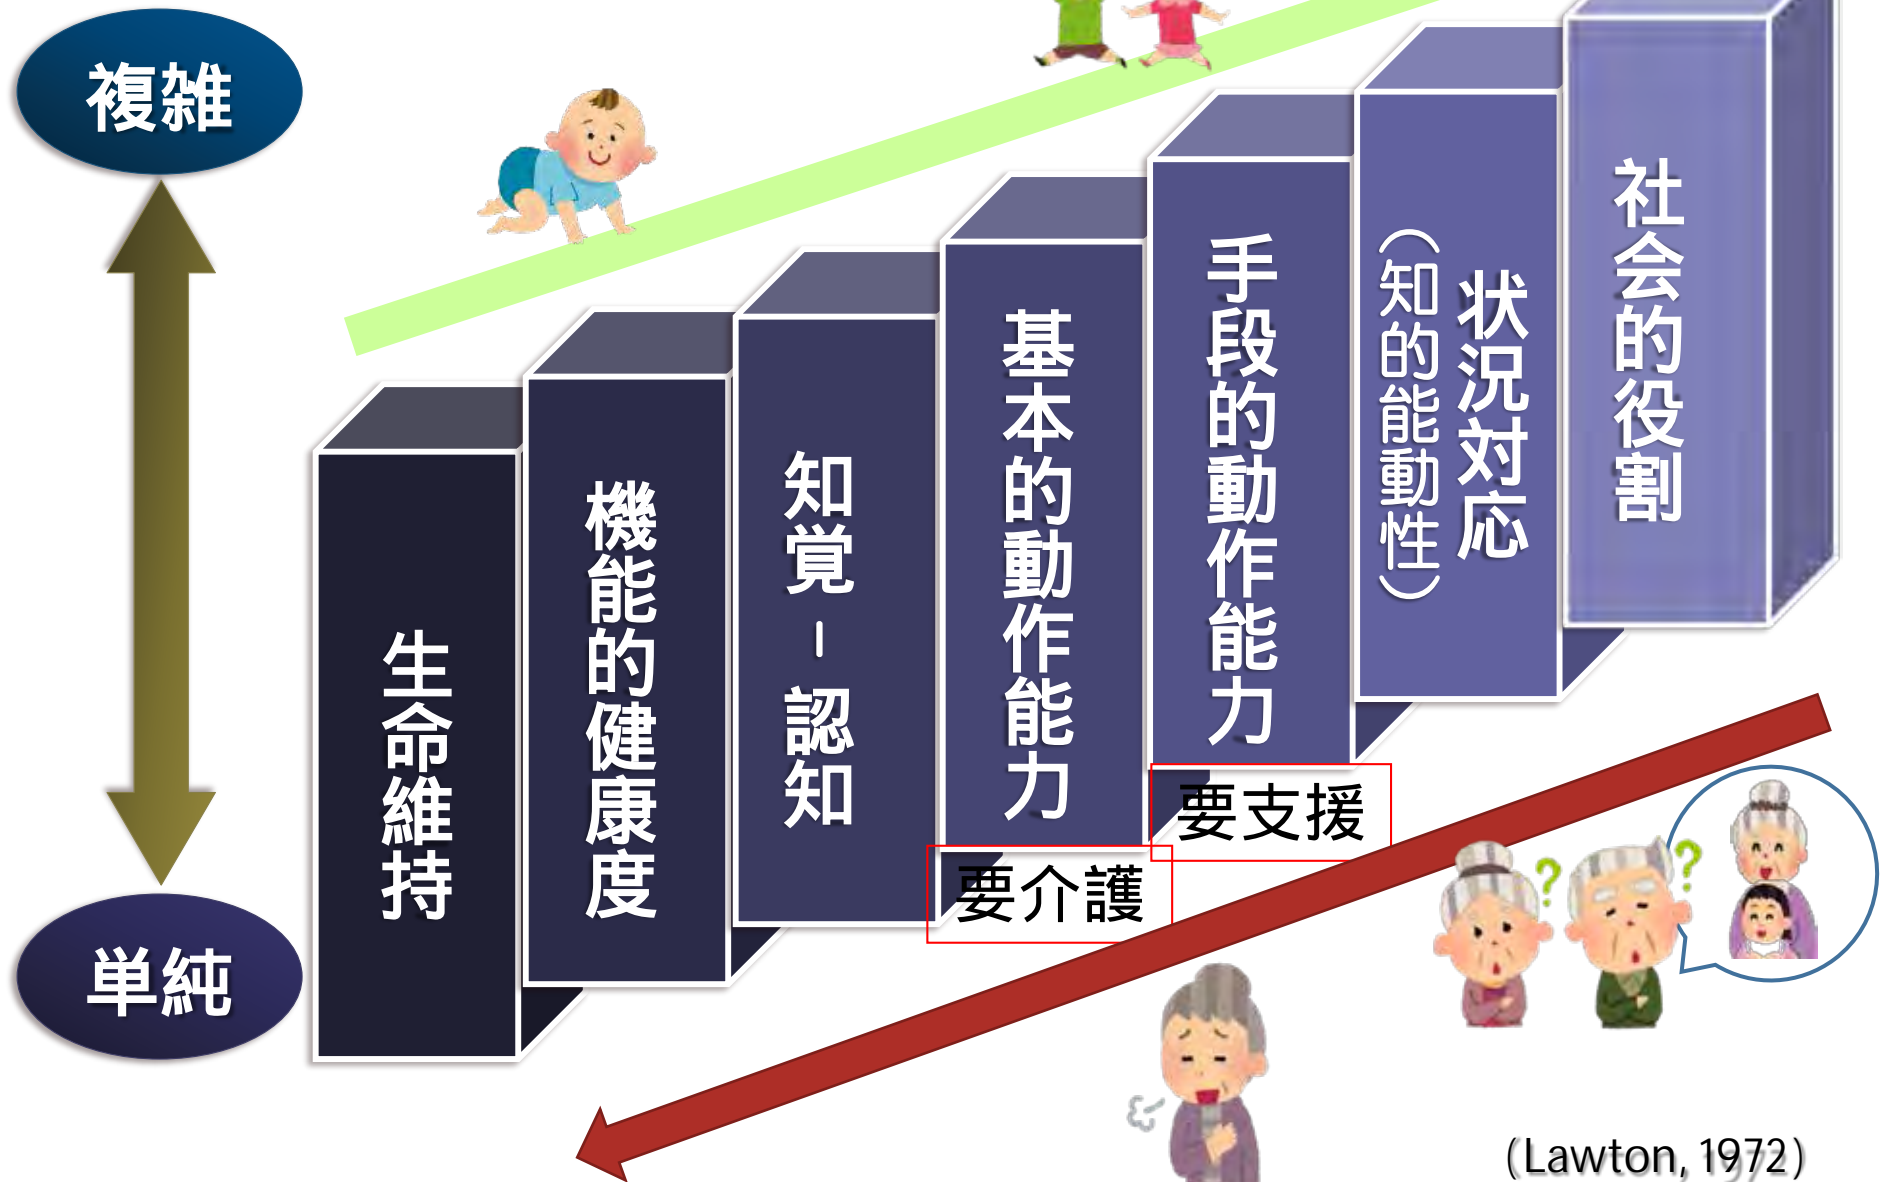 複雑
単純
生命維持
機能的健康度
知覚-認知
基本的動作能力
手段的動作能力
状況対応
(知的能動性)
社会的役割
要支援
要介護
?
?
(Lawton, 1972)